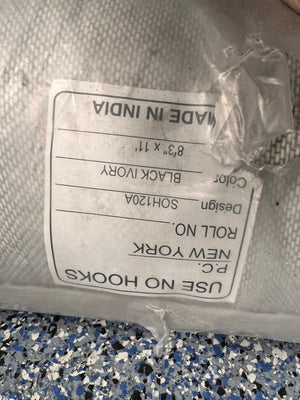 USE NO HOOKS
P.C.
NEW YORK
ROLL NO.
Design SOH120A
Color BLACK IVORY
8'3" x 11'
MADE IN INDIA